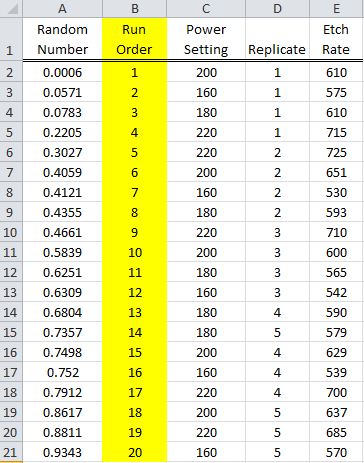 A B C D E
1 Random Number Run Order Power Setting Replicate Etch Rate
2 0.0006 1 200 1 610
3 0.0571 2 160 1 575
4 0.0783 3 180 1 610
5 0.2205 4 220 1 715
6 0.3027 5 220 2 725
7 0.4059 6 200 2 651
8 0.4121 7 160 2 530
9 0.4355 8 180 2 593
10 0.4661 9 220 3 710
11 0.5839 10 200 3 600
12 0.6251 11 180 3 565
13 0.6309 12 160 3 542
14 0.6804 13 180 4 590
15 0.7357 14 180 5 579
16 0.7498 15 200 4 629
17 0.752 16 160 4 539
18 0.7912 17 220 4 700
19 0.8617 18 200 5 637
20 0.8811 19 220 5 685
21 0.9343 20 160 5 570